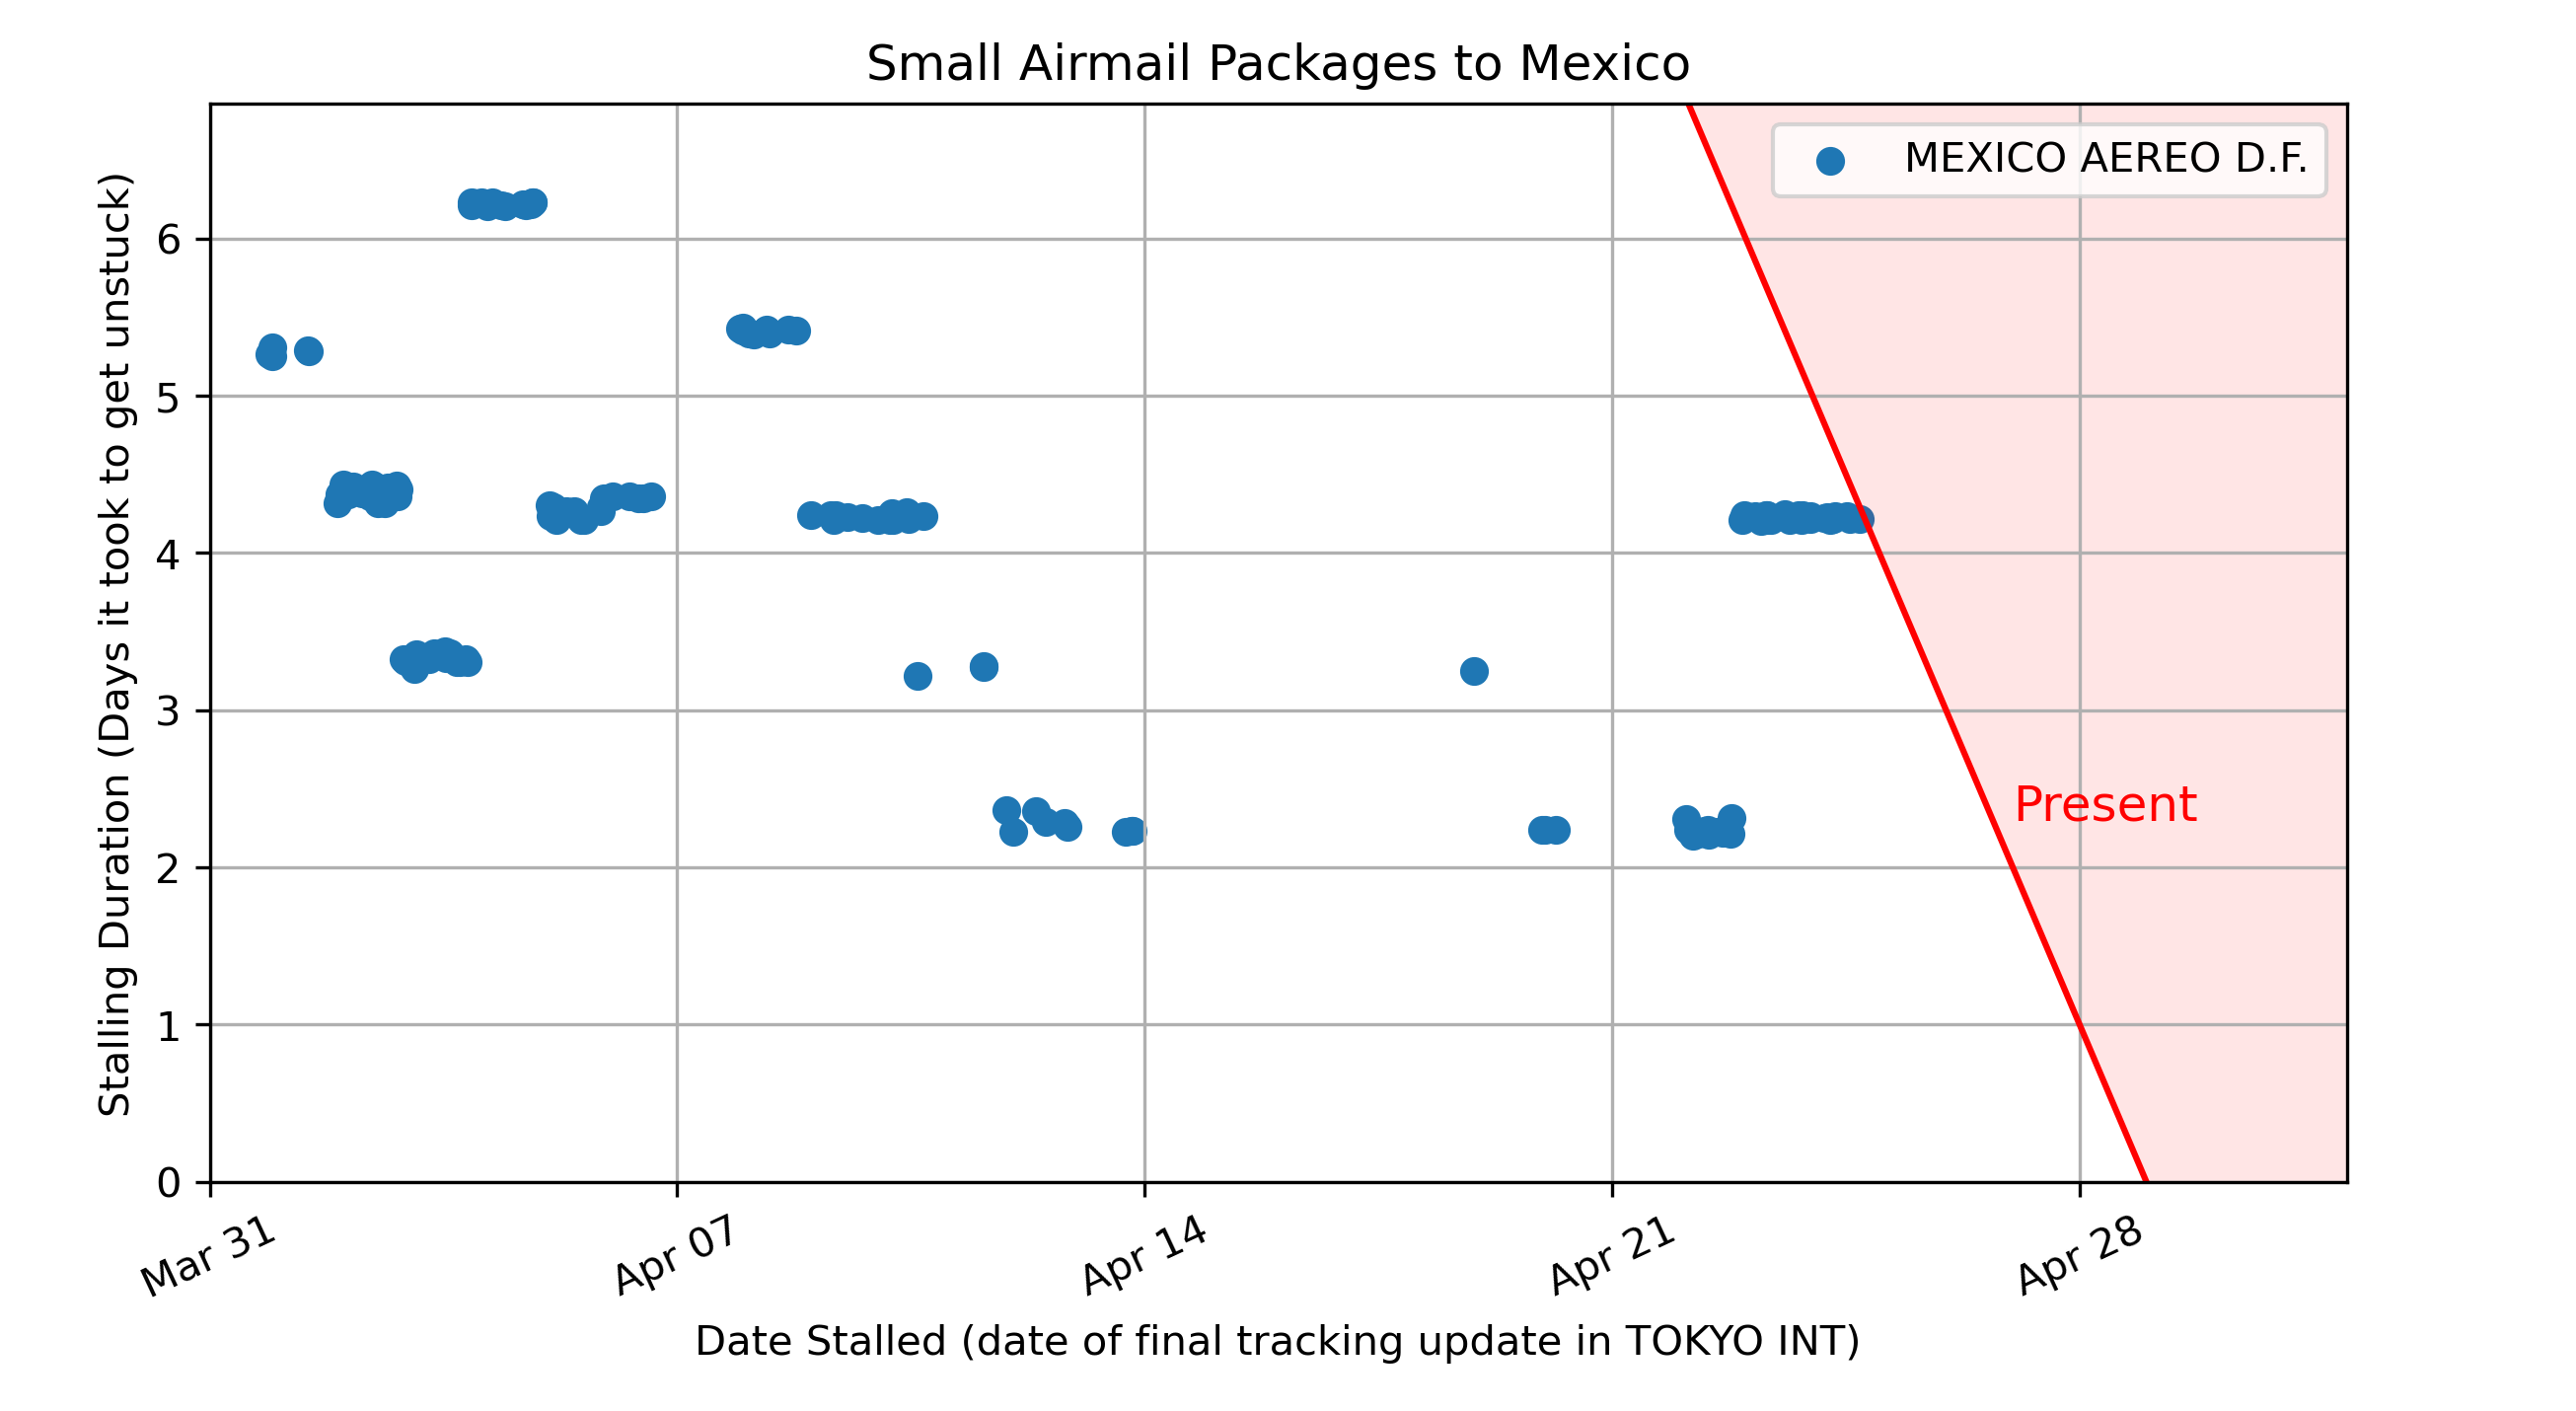 Small Airmail Packages to Mexico
MEXICO AEREO D.F.
Stalling Duration (Days it took to get unstuck)
6
5
4
3
2
1
0
Present
Mar 31
Apr 07
Apr 14
Apr 21
Apr 28
Date Stalled (date of final tracking update in TOKYO INT)